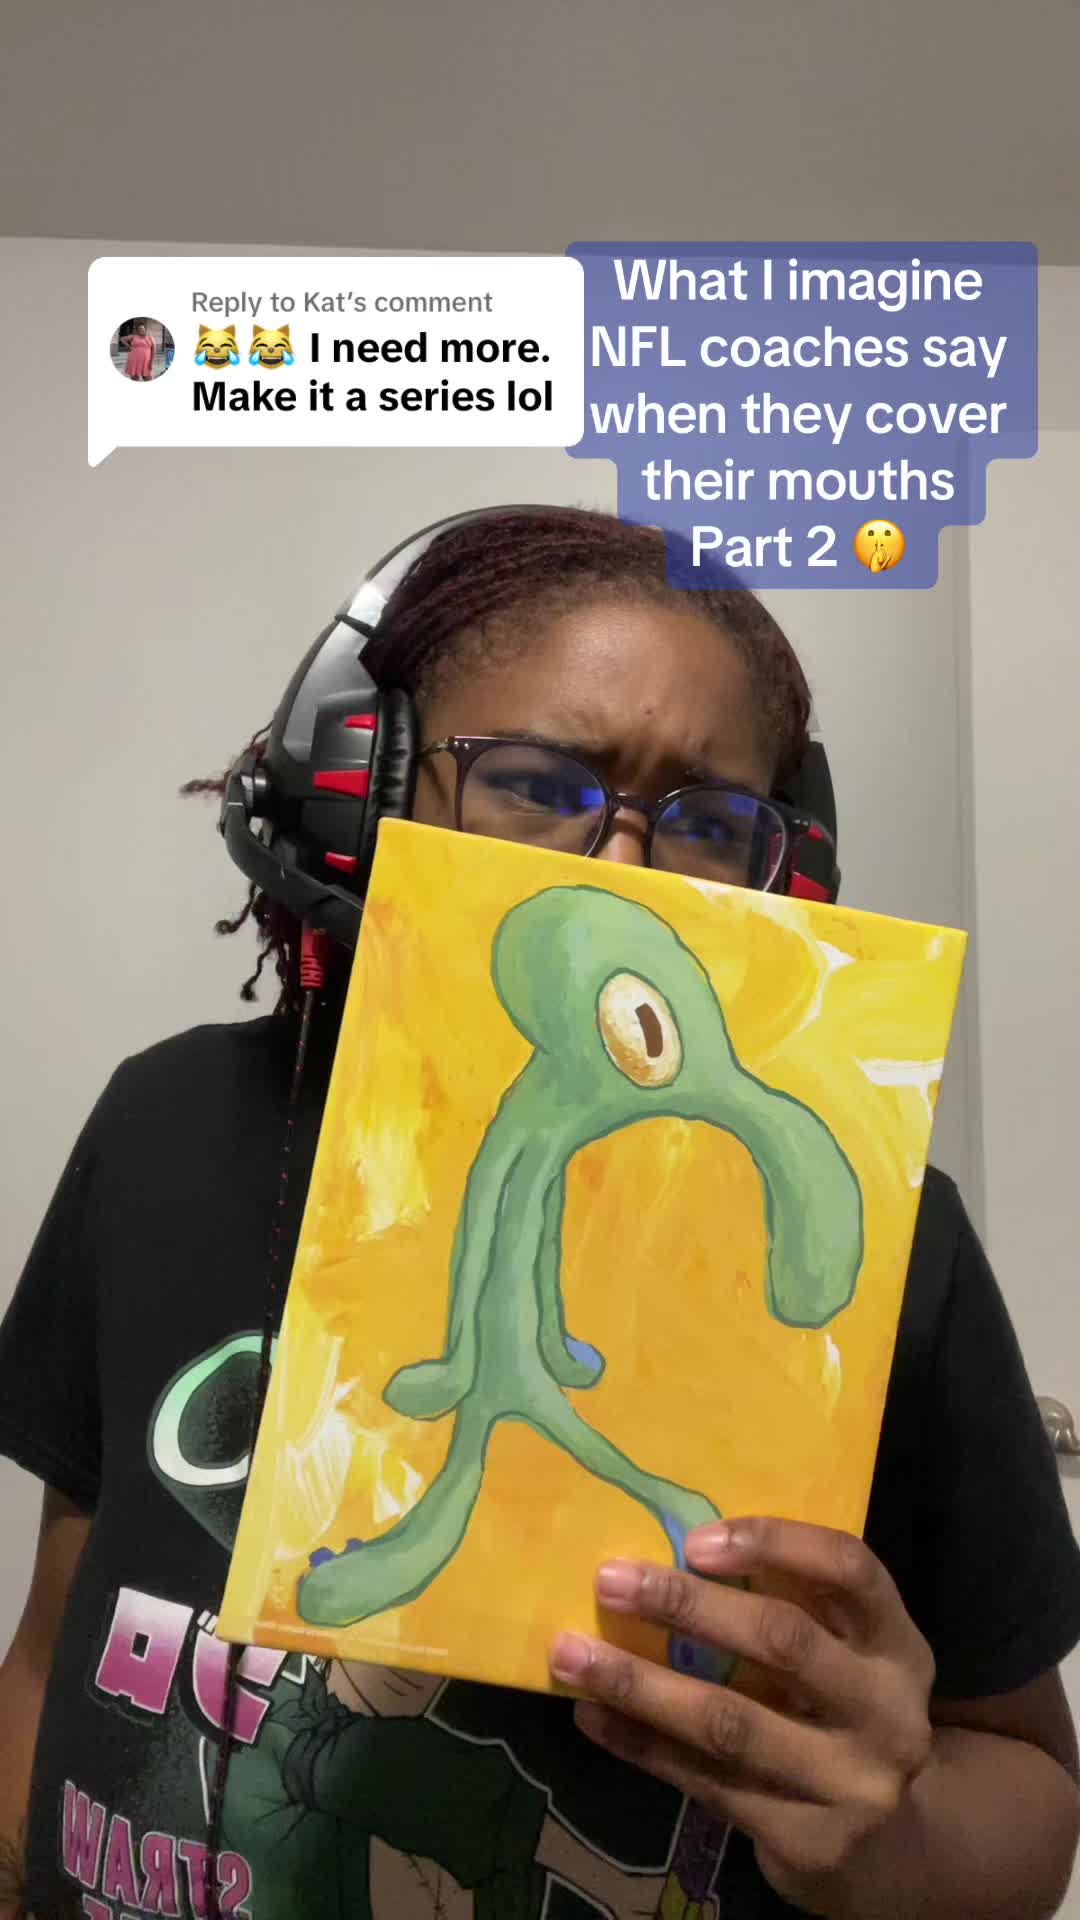 Reply to Kat's comment
😹😹 I need more.
Make it a series lol
What I imagine
NFL coaches say
when they cover
their mouths
Part 2 🤫
STRAW